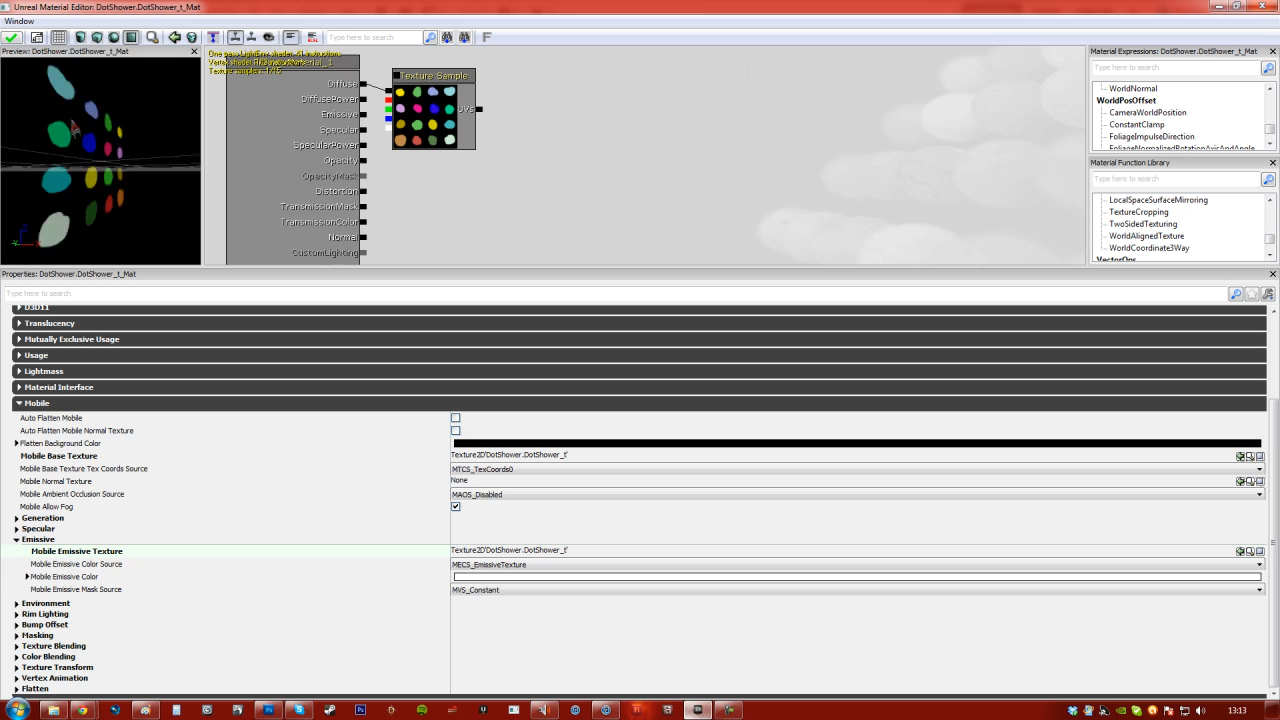 Unreal Material Editor: DotShower.DotShower_t_Mat
Window
Type here to search
F
Preview: DotShower.DotShower_t_Mat
Texture samplers: 1/15
Diffuse
DiffusePower
Emissive
Specular
SpecularPower
Opacity
OpacityMask
Distortion
TransmissionMask
TransmissionColor
Normal
CustomLighting
Texture Sample
UVs
Material Expressions: DotShower.DotShower_t_Mat
Type here to search
WorldNormal
WorldPosOffset
CameraWorldPosition
ConstantClamp
FoliageImpulseDirection
FoliageNormalizedRotationAxisAndAngle
Material Function Library
Type here to search
LocalSpaceSurfaceMirroring
TextureCropping
TwoSidedTexturing
WorldAlignedTexture
WorldCoordinate3Way
VectorOps
Properties: DotShower.DotShower_t_Mat
Type here to search
D3D11
Translucency
Mutually Exclusive Usage
Usage
Lightmass
Material Interface
Mobile
Auto Flatten Mobile
Auto Flatten Mobile Normal Texture
Flatten Background Color
Mobile Base Texture Texture2D'DotShower.DotShower_t'
Mobile Base Texture Tex Coords Source MTCS_TexCoords0
Mobile Normal Texture None
Mobile Ambient Occlusion Source MAOS_Disabled
Mobile Allow Fog
Generation
Specular
Emissive
Mobile Emissive Texture Texture2D'DotShower.DotShower_t'
Mobile Emissive Color Source MECS_EmissiveTexture
Mobile Emissive Color
Mobile Emissive Mask Source MVS_Constant
Environment
Rim Lighting
Bump Offset
Masking
Texture Blending
Color Blending
Texture Transform
Vertex Animation
Flatten
13:13